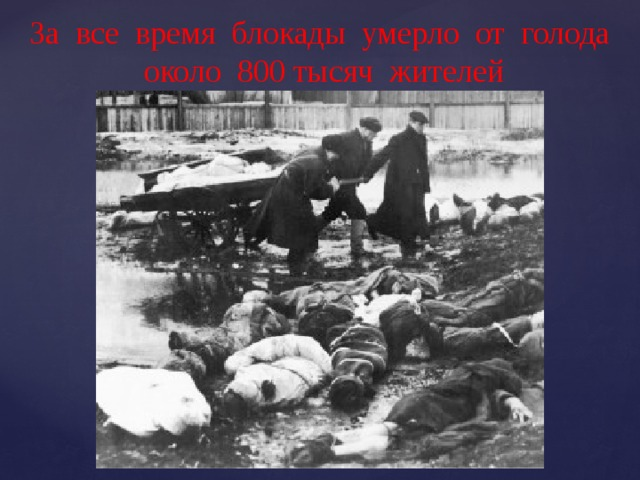 За все время блокады умерло от голода
около 800 тысяч жителей